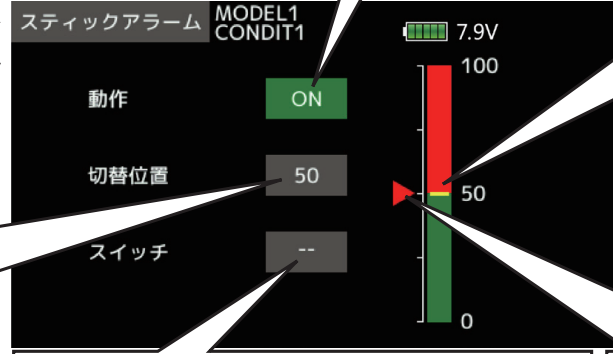 スティックアラーム
MODEL1
CONDIT1
7.9V
動作
ON
切替位置
50
スイッチ
--
100
50
0